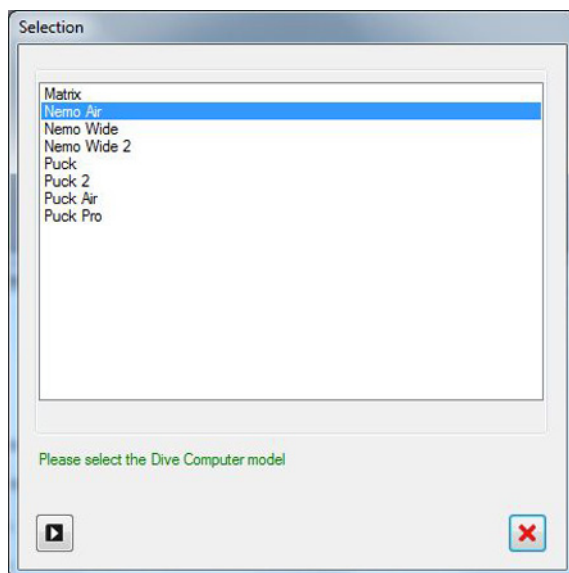 Selection
Matrix
Nemo Air
Nemo Wide
Nemo Wide 2
Puck
Puck 2
Puck Air
Puck Pro
Please select the Dive Computer model